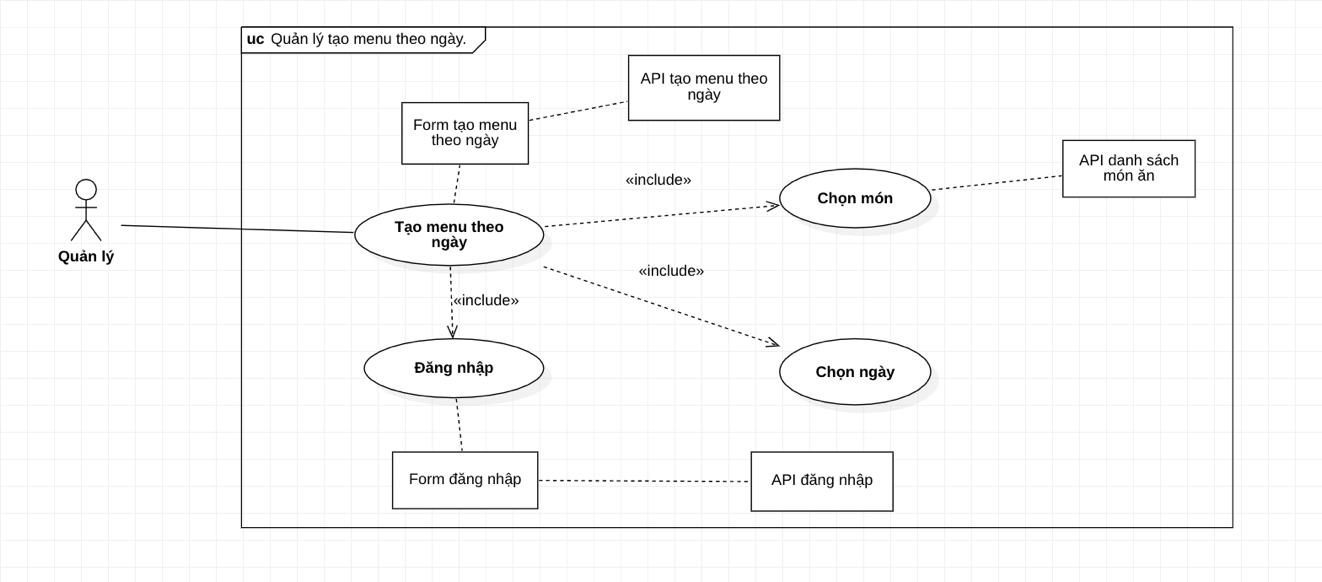 uc Quản lý tạo menu theo ngày.
API tạo menu theo
ngày
Form tạo menu
theo ngày
API danh sách
món ăn
«include»
Chọn món
Tạo menu theo
ngày
Quản lý
«include»
«include»
Đăng nhập
Chọn ngày
Form đăng nhập
API đăng nhập